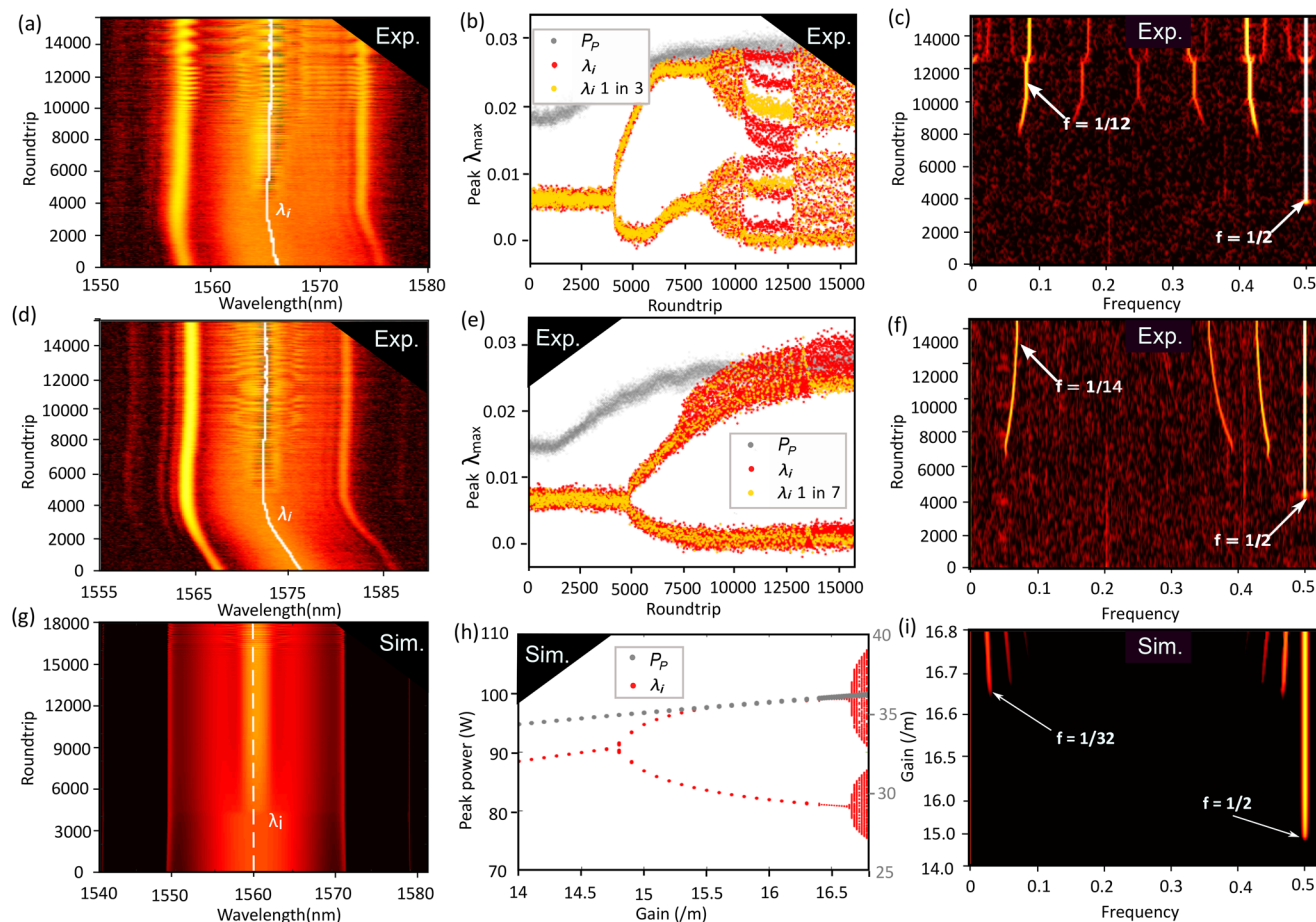 (a)
Exp.
λi
14000
12000
10000
8000
6000
4000
2000
0
Roundtrip
1550
1560
1570
1580
Wavelength(nm)
(b)
Exp.
PP
λi
λi 1 in 3
0.03
0.02
0.01
0.0
Peak λmax
0
2500
5000
7500
10000
12500
15000
Roundtrip
(c)
Exp.
f = 1/12
f = 1/2
14000
12000
10000
8000
6000
4000
2000
0
Roundtrip
0
0.1
0.2
0.3
0.4
0.5
Frequency
(d)
Exp.
λi
14000
12000
10000
8000
6000
4000
2000
0
Roundtrip
1555
1565
1575
1585
Wavelength(nm)
(e)
Exp.
PP
λi
λi 1 in 7
0.03
0.02
0.01
0.0
Peak λmax
0
2500
5000
7500
10000
12500
15000
Roundtrip
(f)
Exp.
f = 1/14
f = 1/2
14000
12000
10000
8000
6000
4000
2000
0
Roundtrip
0
0.1
0.2
0.3
0.4
0.5
Frequency
(g)
Sim.
λi
18000
15000
12000
9000
6000
3000
0
Roundtrip
1540
1550
1560
1570
1580
Wavelength(nm)
(h)
Sim.
PP
λi
110
100
90
80
70
Peak power (W)
40
35
30
25
14
15
16
16.5
Gain (/m)
(i)
Sim.
f = 1/32
f = 1/2
16.8
16.6
16.5
16.0
15.0
14.0
Gain (/m)
0
0.1
0.2
0.3
0.4
0.5
Frequency